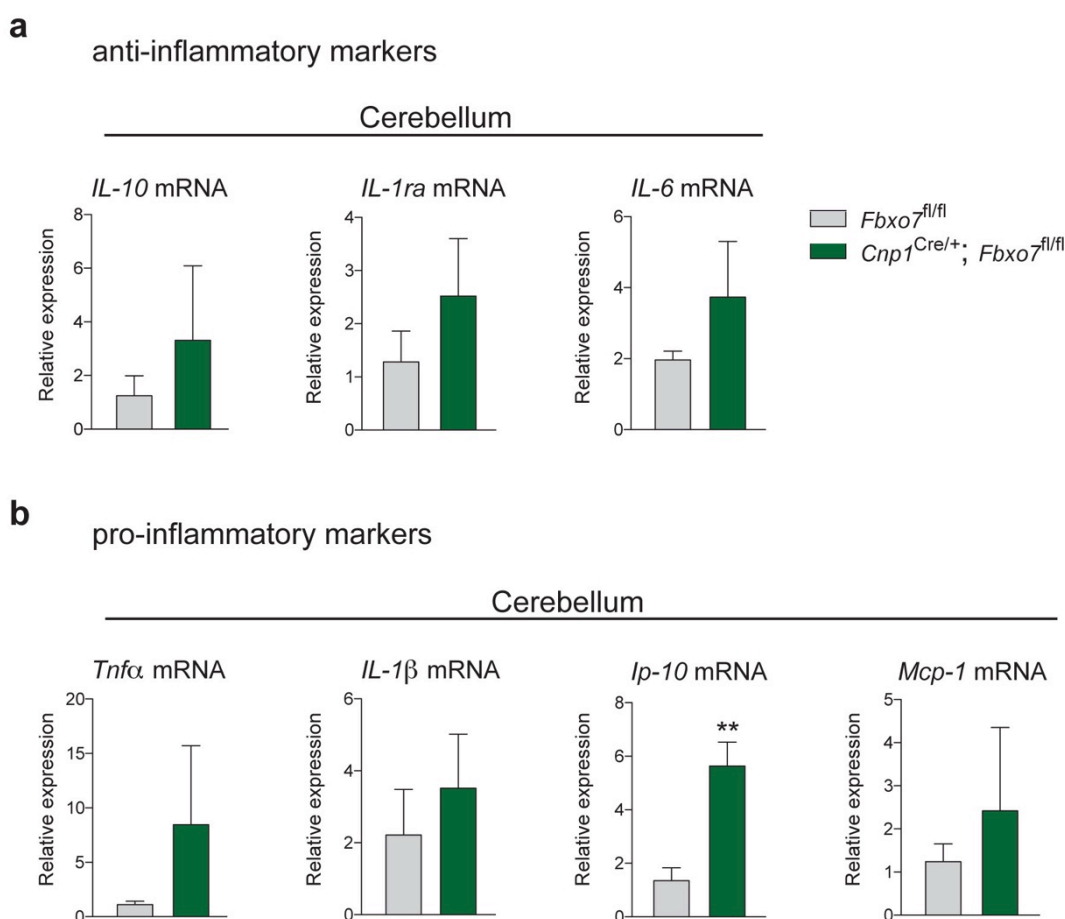 a
anti-inflammatory markers
Cerebellum
IL-10 mRNA
IL-1ra mRNA
IL-6 mRNA
Relative expression
8
6
4
2
0
Relative expression
4
3
2
1
0
Relative expression
6
4
2
0
Fbxo7fl/fl
Cnp1Cre/+; Fbxo7fl/fl
b
pro-inflammatory markers
Cerebellum
Tnfα mRNA
IL-1β mRNA
Ip-10 mRNA
Mcp-1 mRNA
Relative expression
20
15
10
5
0
Relative expression
6
4
2
0
Relative expression
8
6
4
2
0
**
Relative expression
5
4
3
2
1
0